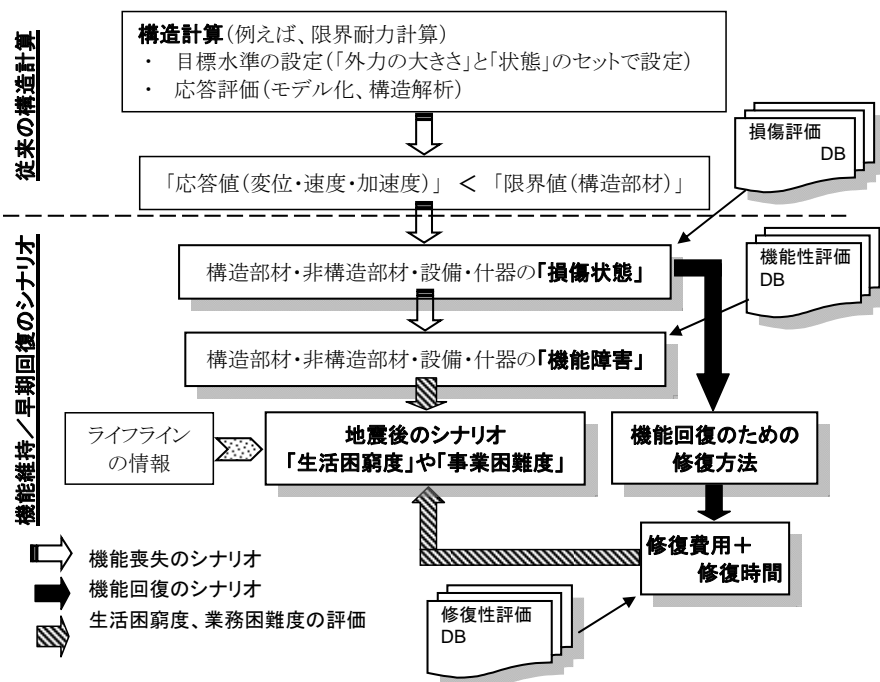 従来の構造計算
構造計算(例えば、限界耐力計算)
・ 目標水準の設定(「外力の大きさ」と「状態」のセットで設定)
・ 応答評価(モデル化、構造解析)
損傷評価
DB
「応答値(変位・速度・加速度)」 < 「限界値(構造部材)」
機能維持/早期回復のシナリオ
構造部材・非構造部材・設備・什器の「損傷状態」
機能性評価
DB
構造部材・非構造部材・設備・什器の「機能障害」
ライフライン
の情報
地震後のシナリオ
「生活困窮度」や「事業困難度」
機能回復のための
修復方法
修復費用+
修復時間
機能喪失のシナリオ
機能回復のシナリオ
生活困窮度、業務困難度の評価
修復性評価
DB